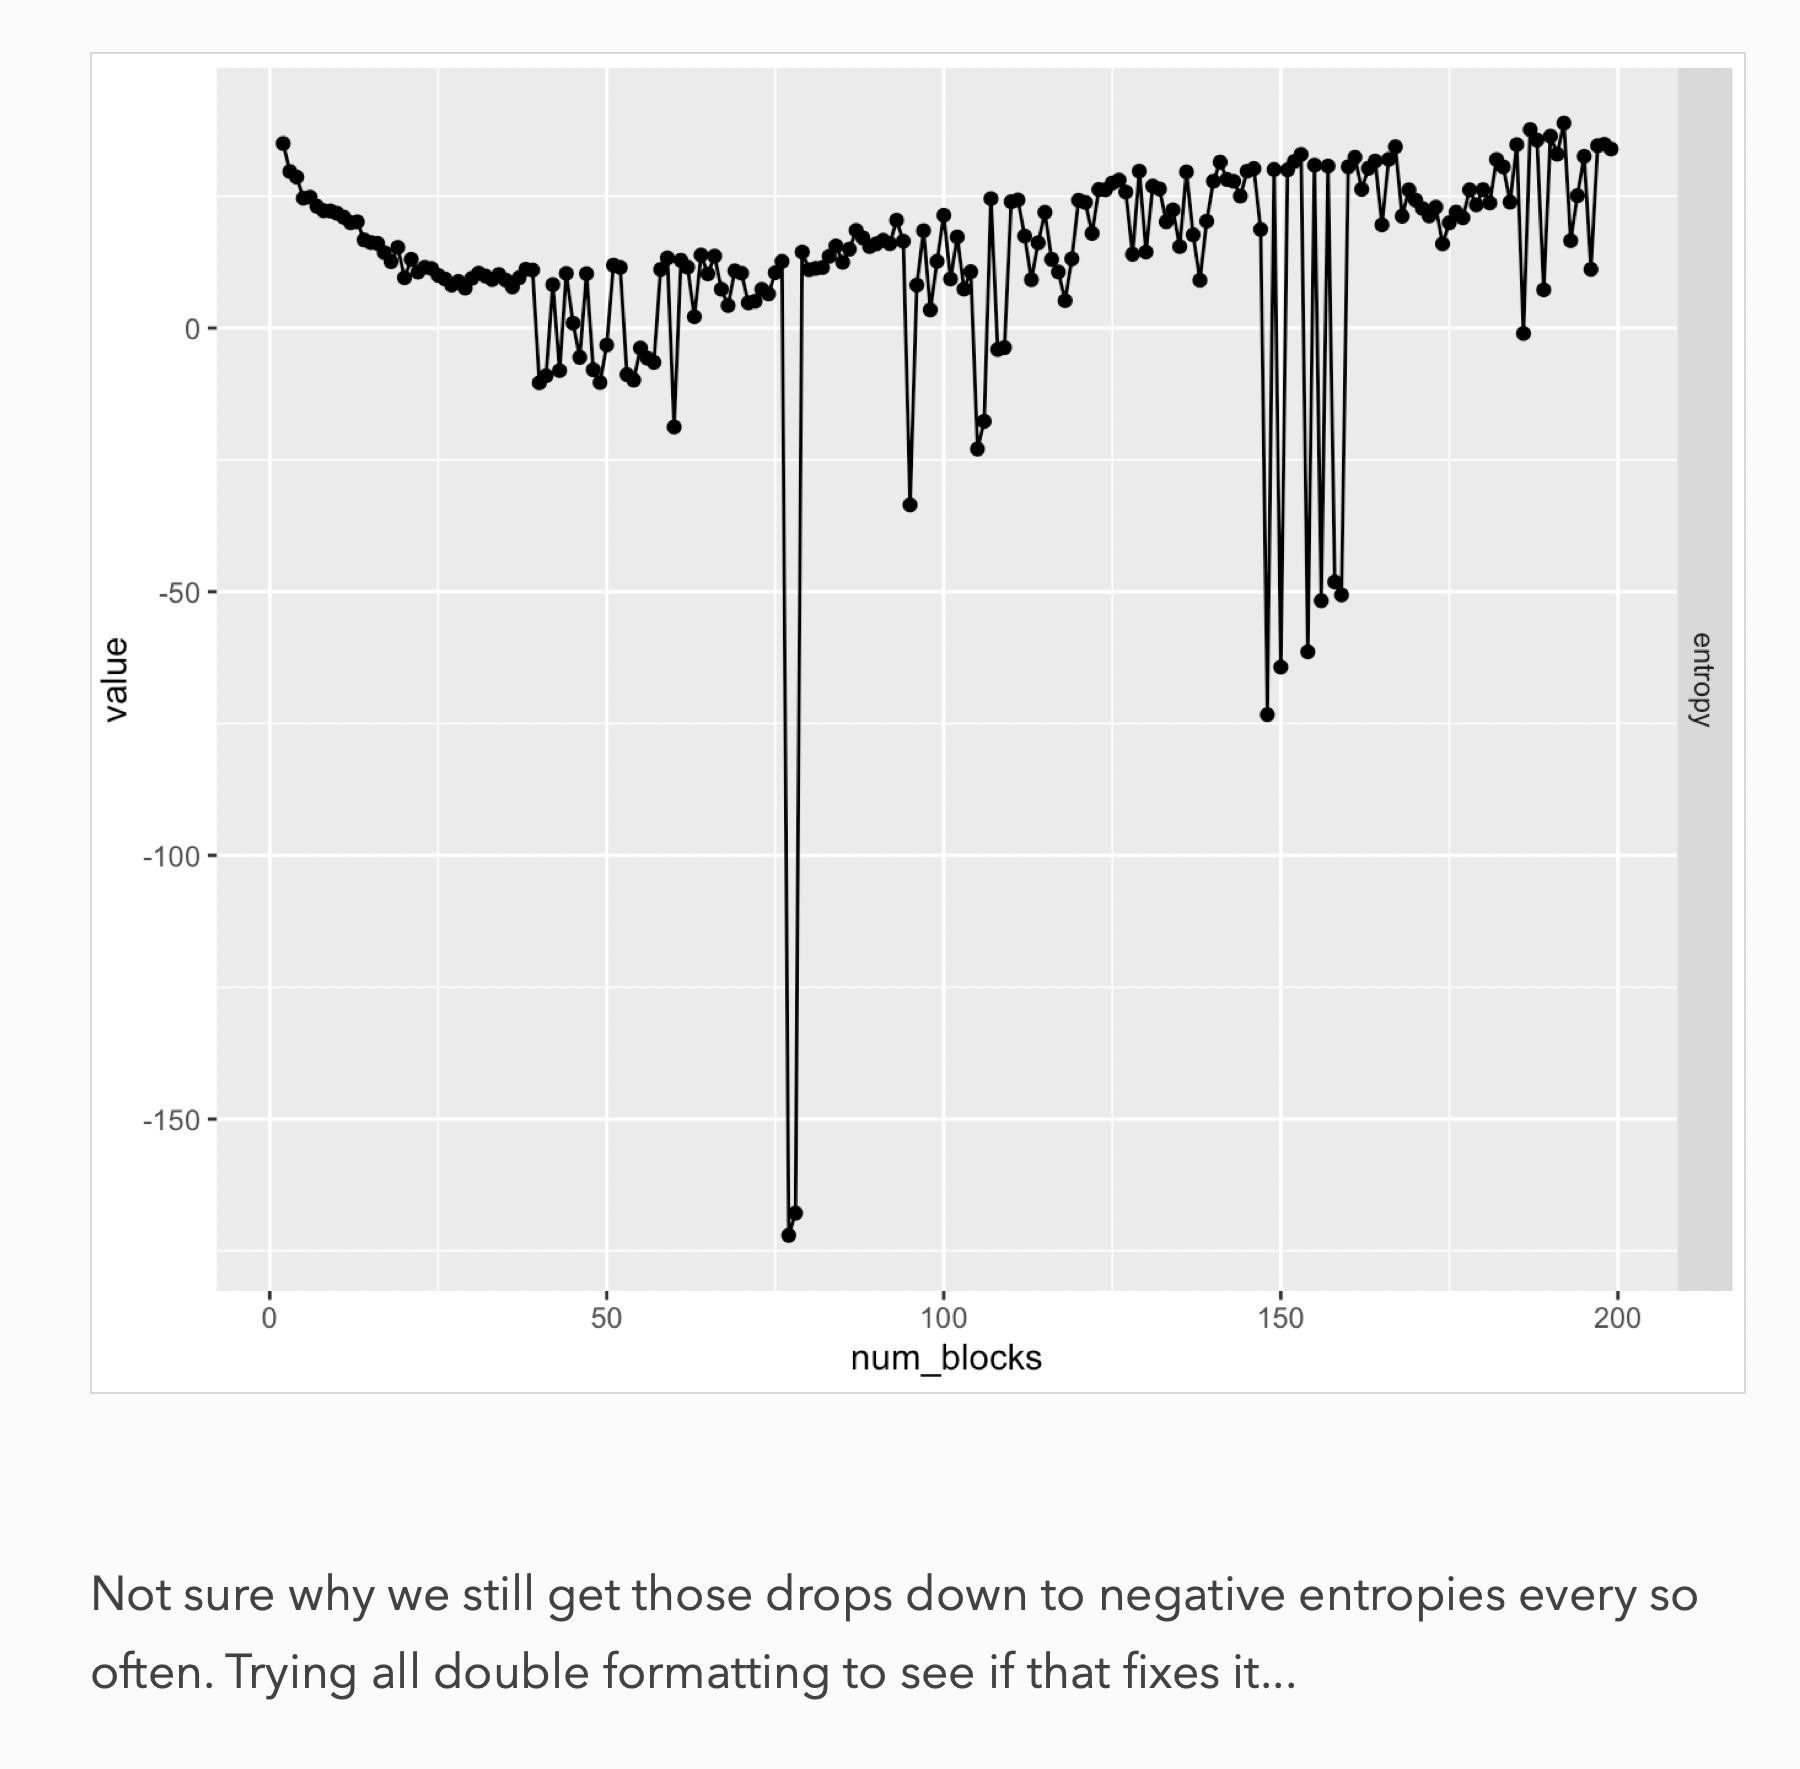 0
-50
-100
-150
value
entropy
0 50 100 150 200
num_blocks
Not sure why we still get those drops down to negative entropies every so
often. Trying all double formatting to see if that fixes it...